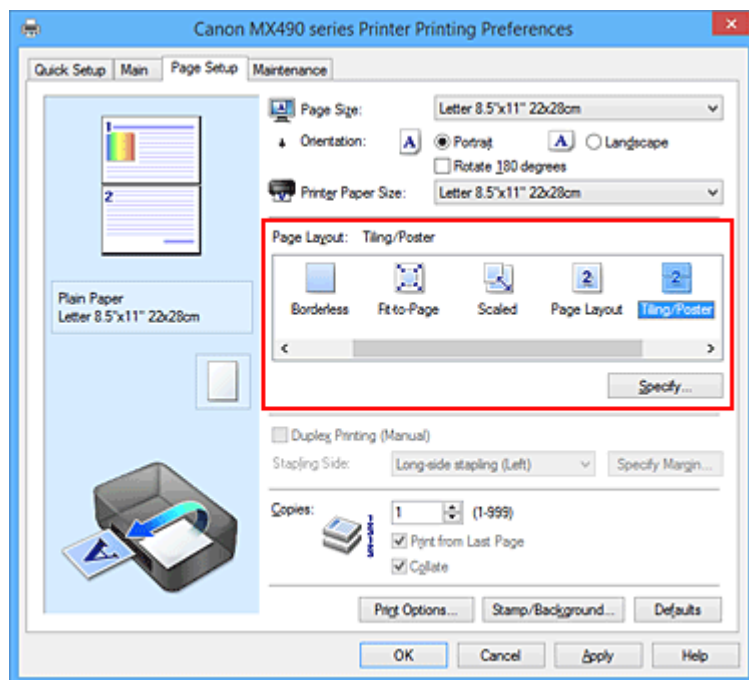 Canon MX490 series Printer Printing Preferences
Quick Setup Main Page Setup Maintenance
1
2
Plain Paper
Letter 8.5"x11" 22x28cm
A
Page Size: Letter 8.5"x11" 22x28cm
Orientation: A Portrait A Landscape
Rotate 180 degrees
Printer Paper Size: Letter 8.5"x11" 22x28cm
Page Layout: Tiling/Poster
2 2
Borderless Fit-to-Page Scaled Page Layout Tiling/Poster
Specify...
Duplex Printing (Manual)
Stapling Side: Long-side stapling (Left) Specify Margin...
Copies: 1 (1-999)
Print from Last Page
Collate
Print Options... Stamp/Background... Defaults
OK Cancel Apply Help